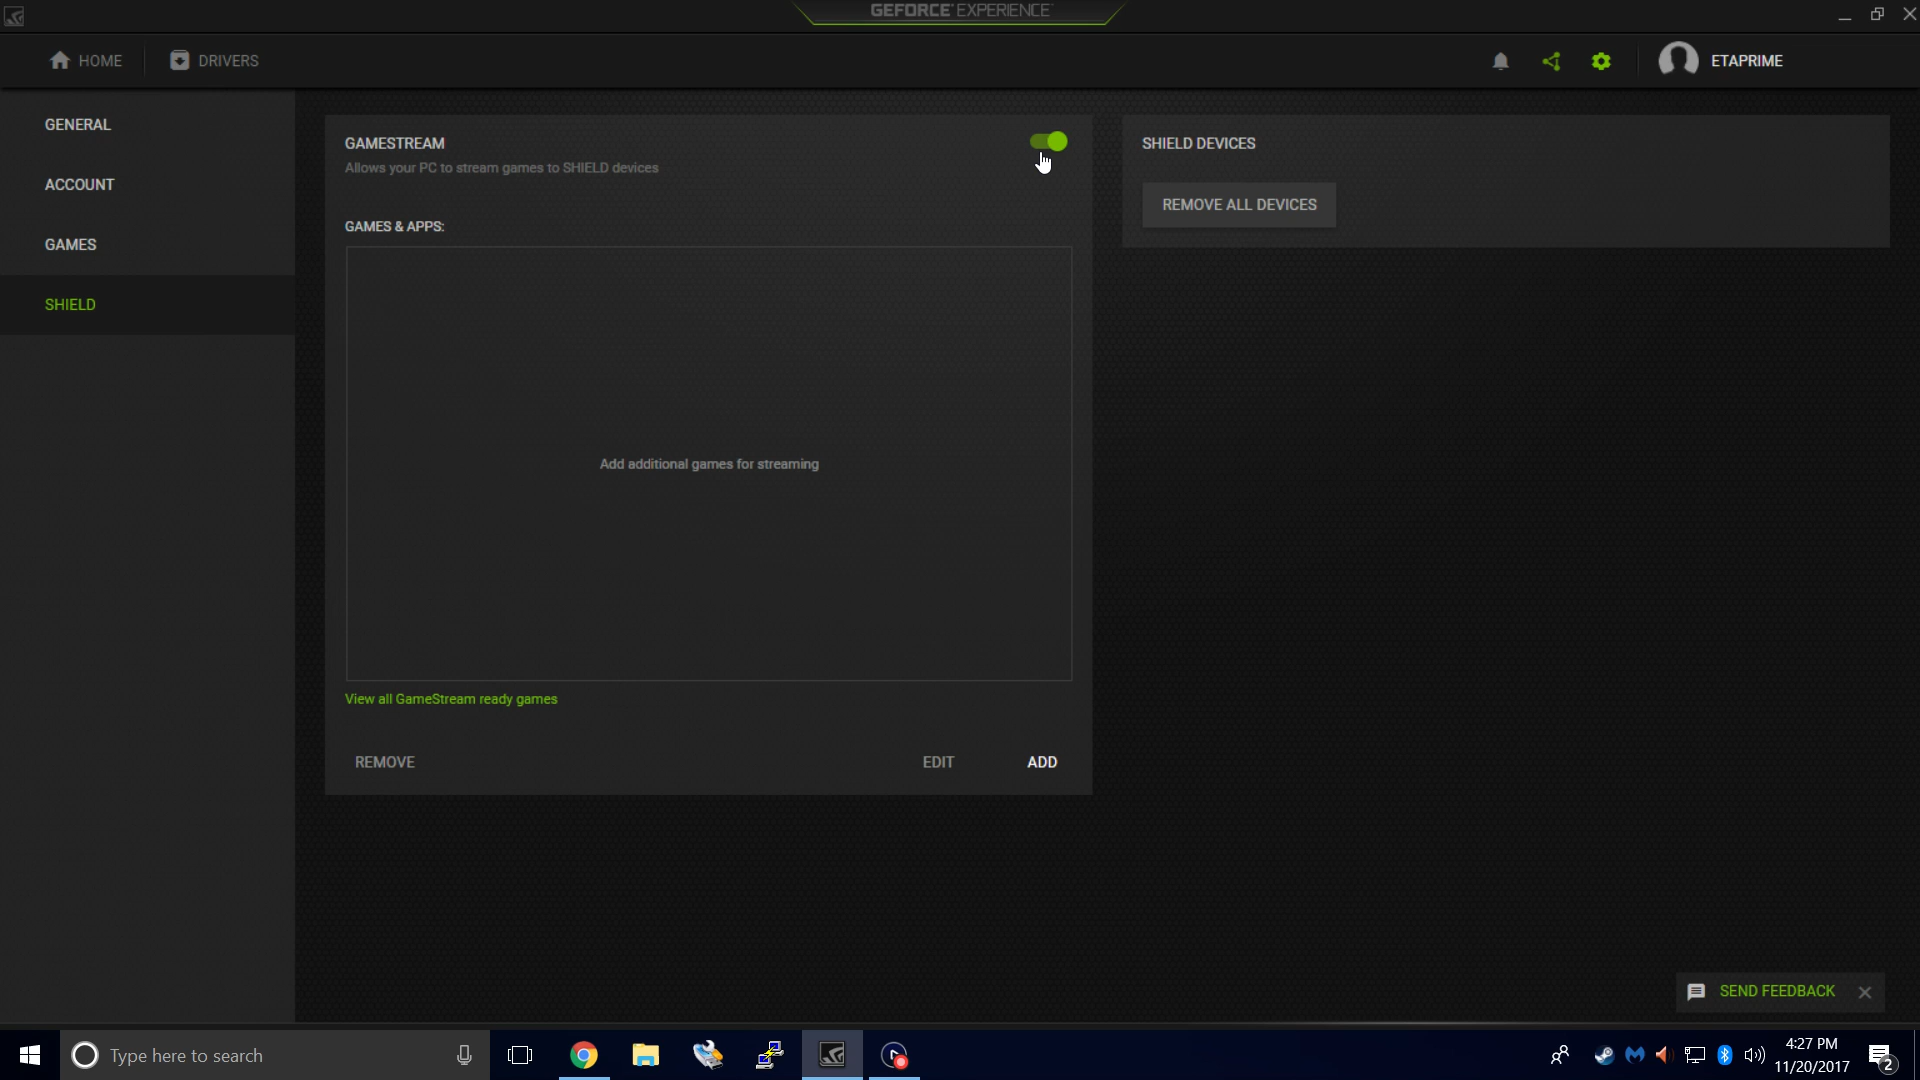 GEFORCE EXPERIENCE
HOME
DRIVERS
ETAPRIME
GENERAL
ACCOUNT
GAMES
SHIELD
GAMESTREAM
Allows your PC to stream games to SHIELD devices
GAMES & APPS:
Add additional games for streaming
View all GameStream ready games
REMOVE
EDIT
ADD
SHIELD DEVICES
REMOVE ALL DEVICES
SEND FEEDBACK
Type here to search
4:27 PM
11/20/2017
2